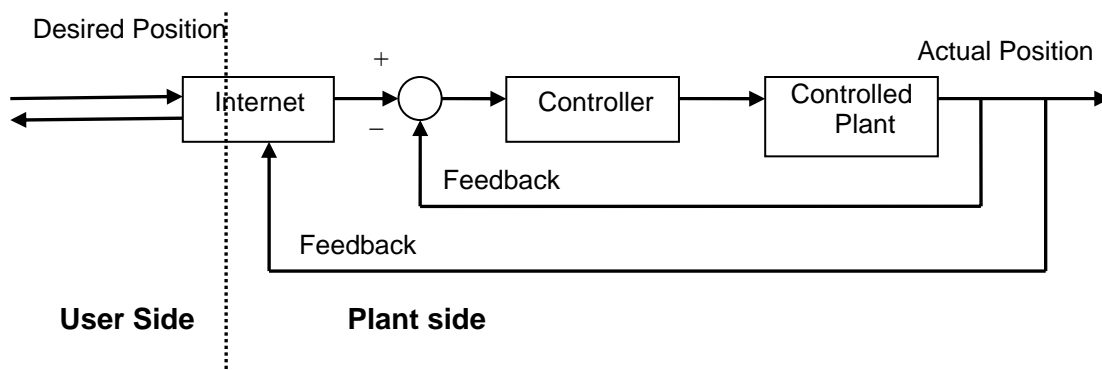 Desired Position
Actual Position
+
Internet
Controller
Controlled
Plant
−
Feedback
Feedback
User Side
Plant side